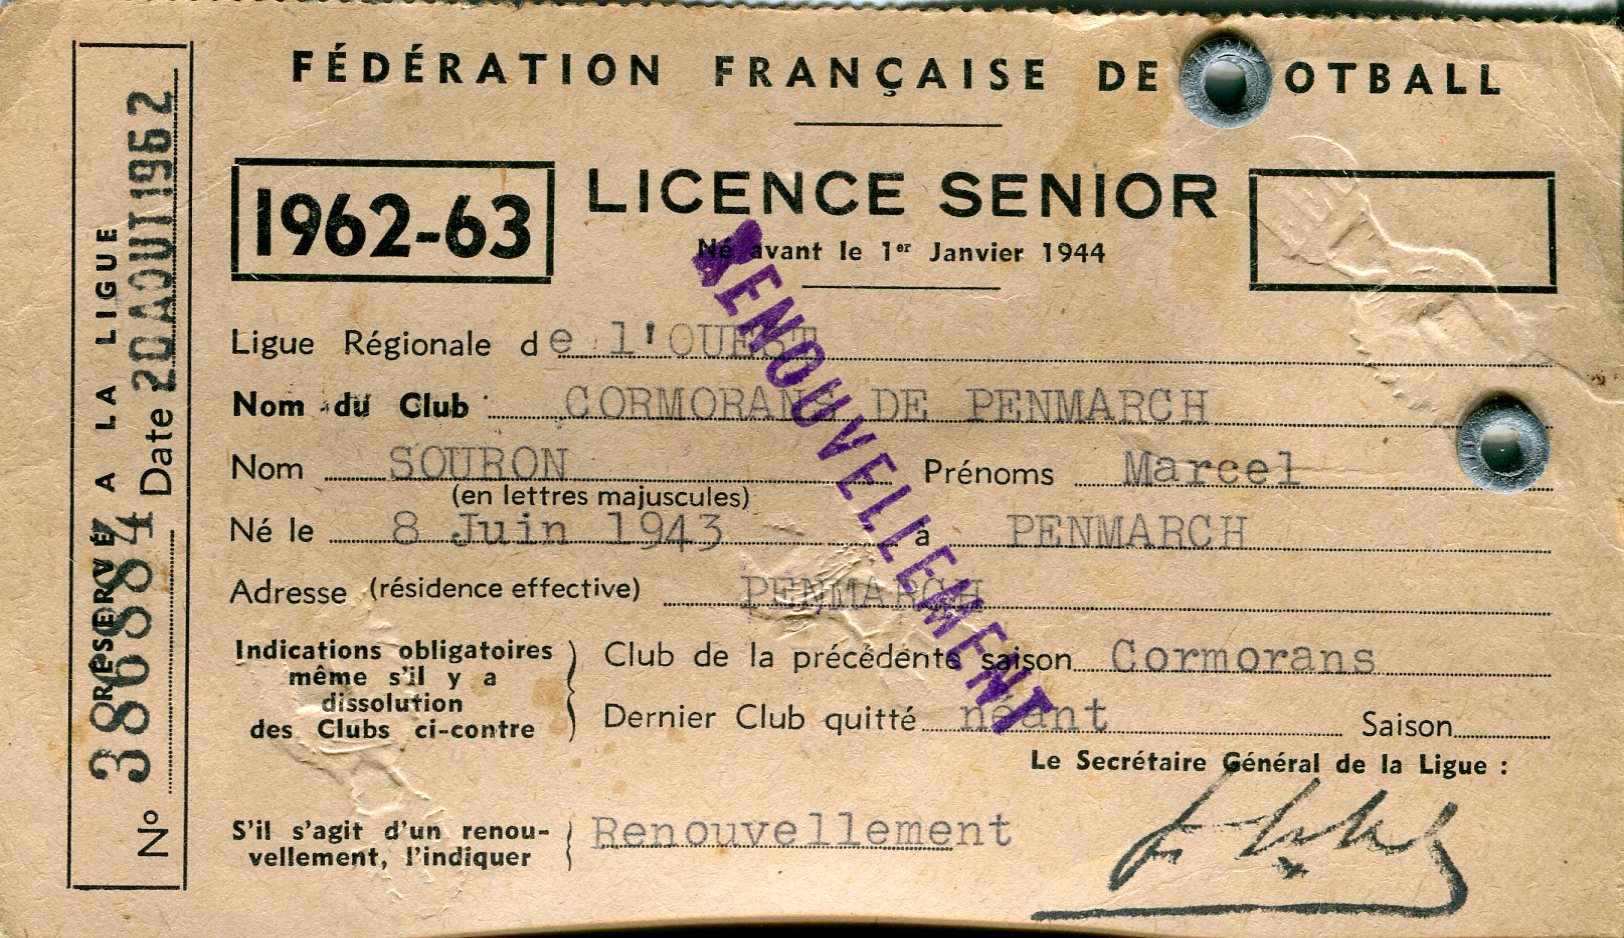 FÉDÉRATION FRANÇAISE DE OTBALL
1962-63
LICENCE SENIOR
Né avant le 1er Janvier 1944
Ligue Régionale de l'OUEST
Nom du Club CORMORANS DE PENMARCH
Nom SOURON Prénoms Marcel
(en lettres majuscules)
Né le 8 Juin 1943 à PENMARCH
Adresse (résidence effective) PENMARCH
Indications obligatoires
même s'il y a
dissolution
des Clubs ci-contre
Club de la précédente saison Cormorans
Dernier Club quitté néant Saison
Le Secrétaire Général de la Ligue :
S'il s'agit d'un renou-
vellement, l'indiquer
Renouvellement
RENOUVELLEMENT
RÉSERVÉ A LA LIGUE
N° 386884 Date 20 AOUT 1962